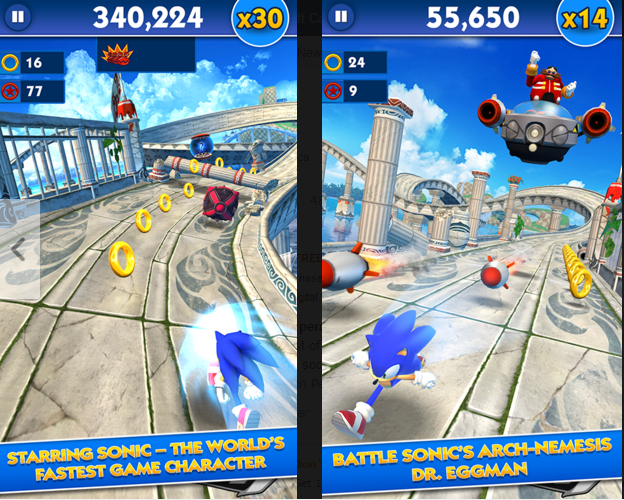 340,224
x30
16
77
STARRING SONIC – THE WORLD'S
FASTEST GAME CHARACTER
55,650
x14
24
9
BATTLE SONIC'S ARCH-NEMESIS
DR. EGGMAN